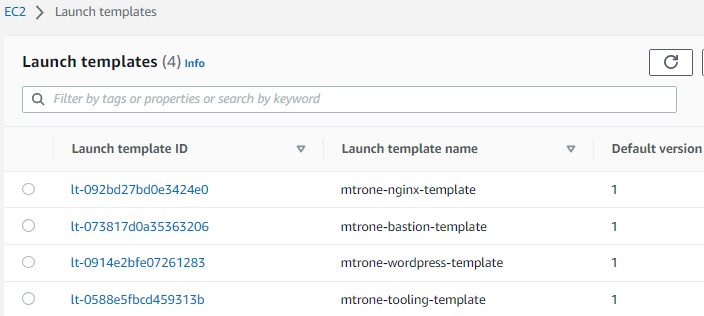 EC2 > Launch templates
Launch templates (4) Info
Filter by tags or properties or search by keyword
Launch template ID Launch template name Default version
lt-092bd27bd0e3424e0 mtrone-nginx-template 1
lt-073817d0a35363206 mtrone-bastion-template 1
lt-0914e2bfe07261283 mtrone-wordpress-template 1
lt-0588e5fbcd459313b mtrone-tooling-template 1